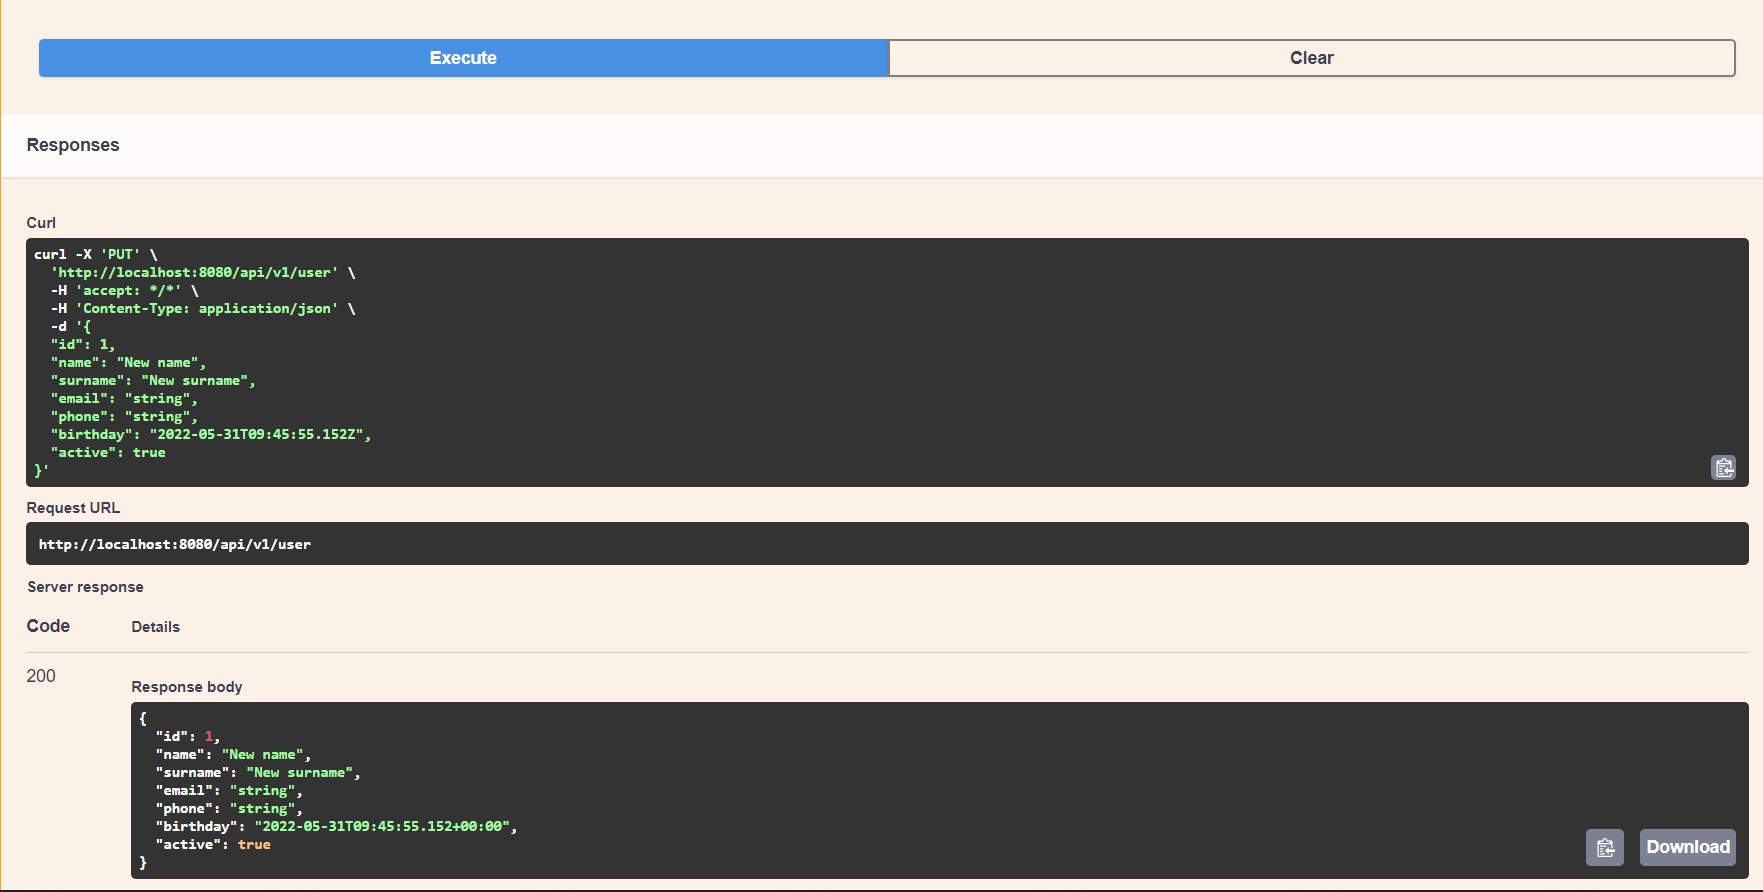 Execute
Clear
Responses
Curl
curl -X 'PUT' \
  'http://localhost:8080/api/v1/user' \
  -H 'accept: */*' \
  -H 'Content-Type: application/json' \
  -d '{
  "id": 1,
  "name": "New name",
  "surname": "New surname",
  "email": "string",
  "phone": "string",
  "birthday": "2022-05-31T09:45:55.152Z",
  "active": true
}'
Request URL
http://localhost:8080/api/v1/user
Server response
Code Details
200
Response body
{
  "id": 1,
  "name": "New name",
  "surname": "New surname",
  "email": "string",
  "phone": "string",
  "birthday": "2022-05-31T09:45:55.152+00:00",
  "active": true
}
Download